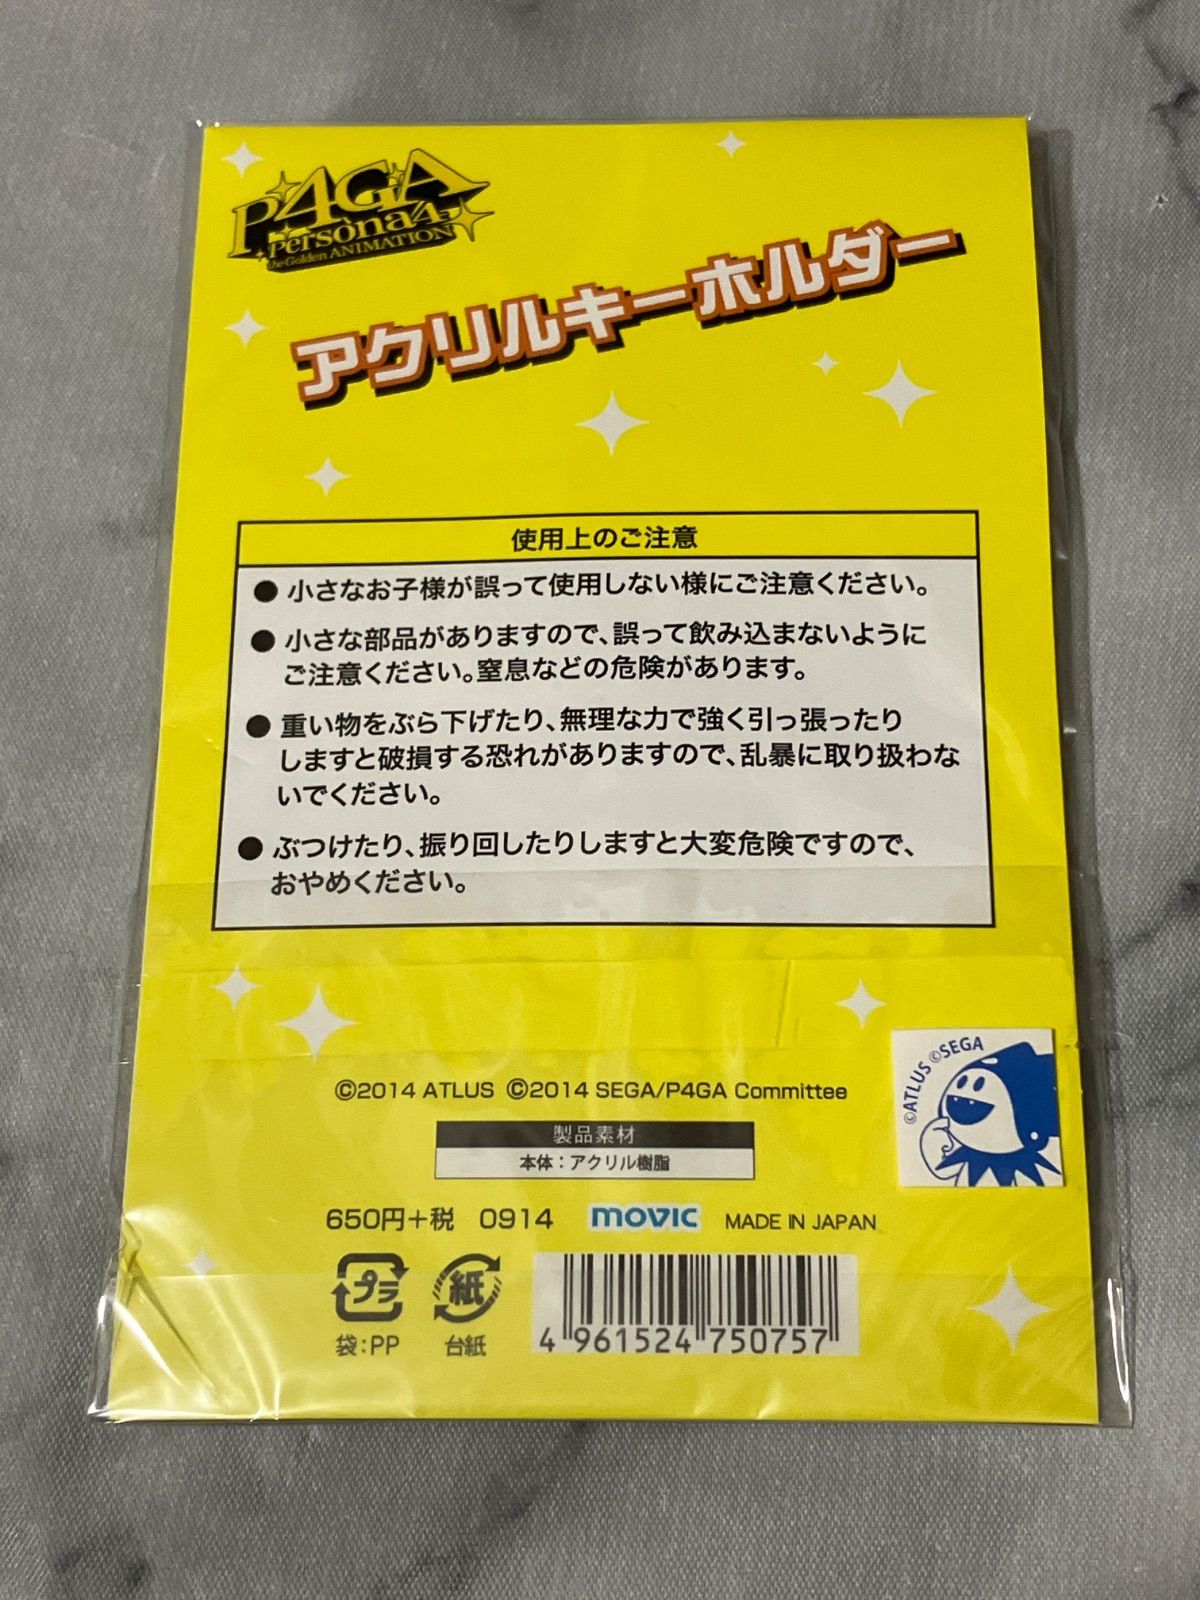 P4GA
Persona4
the Golden ANIMATION
アクリルキーホルダー
使用上のご注意
● 小さなお子様が誤って使用しない様にご注意ください。
● 小さな部品がありますので、誤って飲み込まないように
ご注意ください。窒息などの危険があります。
● 重い物をぶら下げたり、無理な力で強く引っ張ったり
しますと破損する恐れがありますので、乱暴に取り扱わな
いでください。
● ぶつけたり、振り回したりしますと大変危険ですので、
おやめください。
©ATLUS ©SEGA
©2014 ATLUS ©2014 SEGA/P4GA Committee
製品素材
本体：アクリル樹脂
650円+税 0914 movic MADE IN JAPAN
プラ 紙
袋：PP 台紙
4 961524 750757